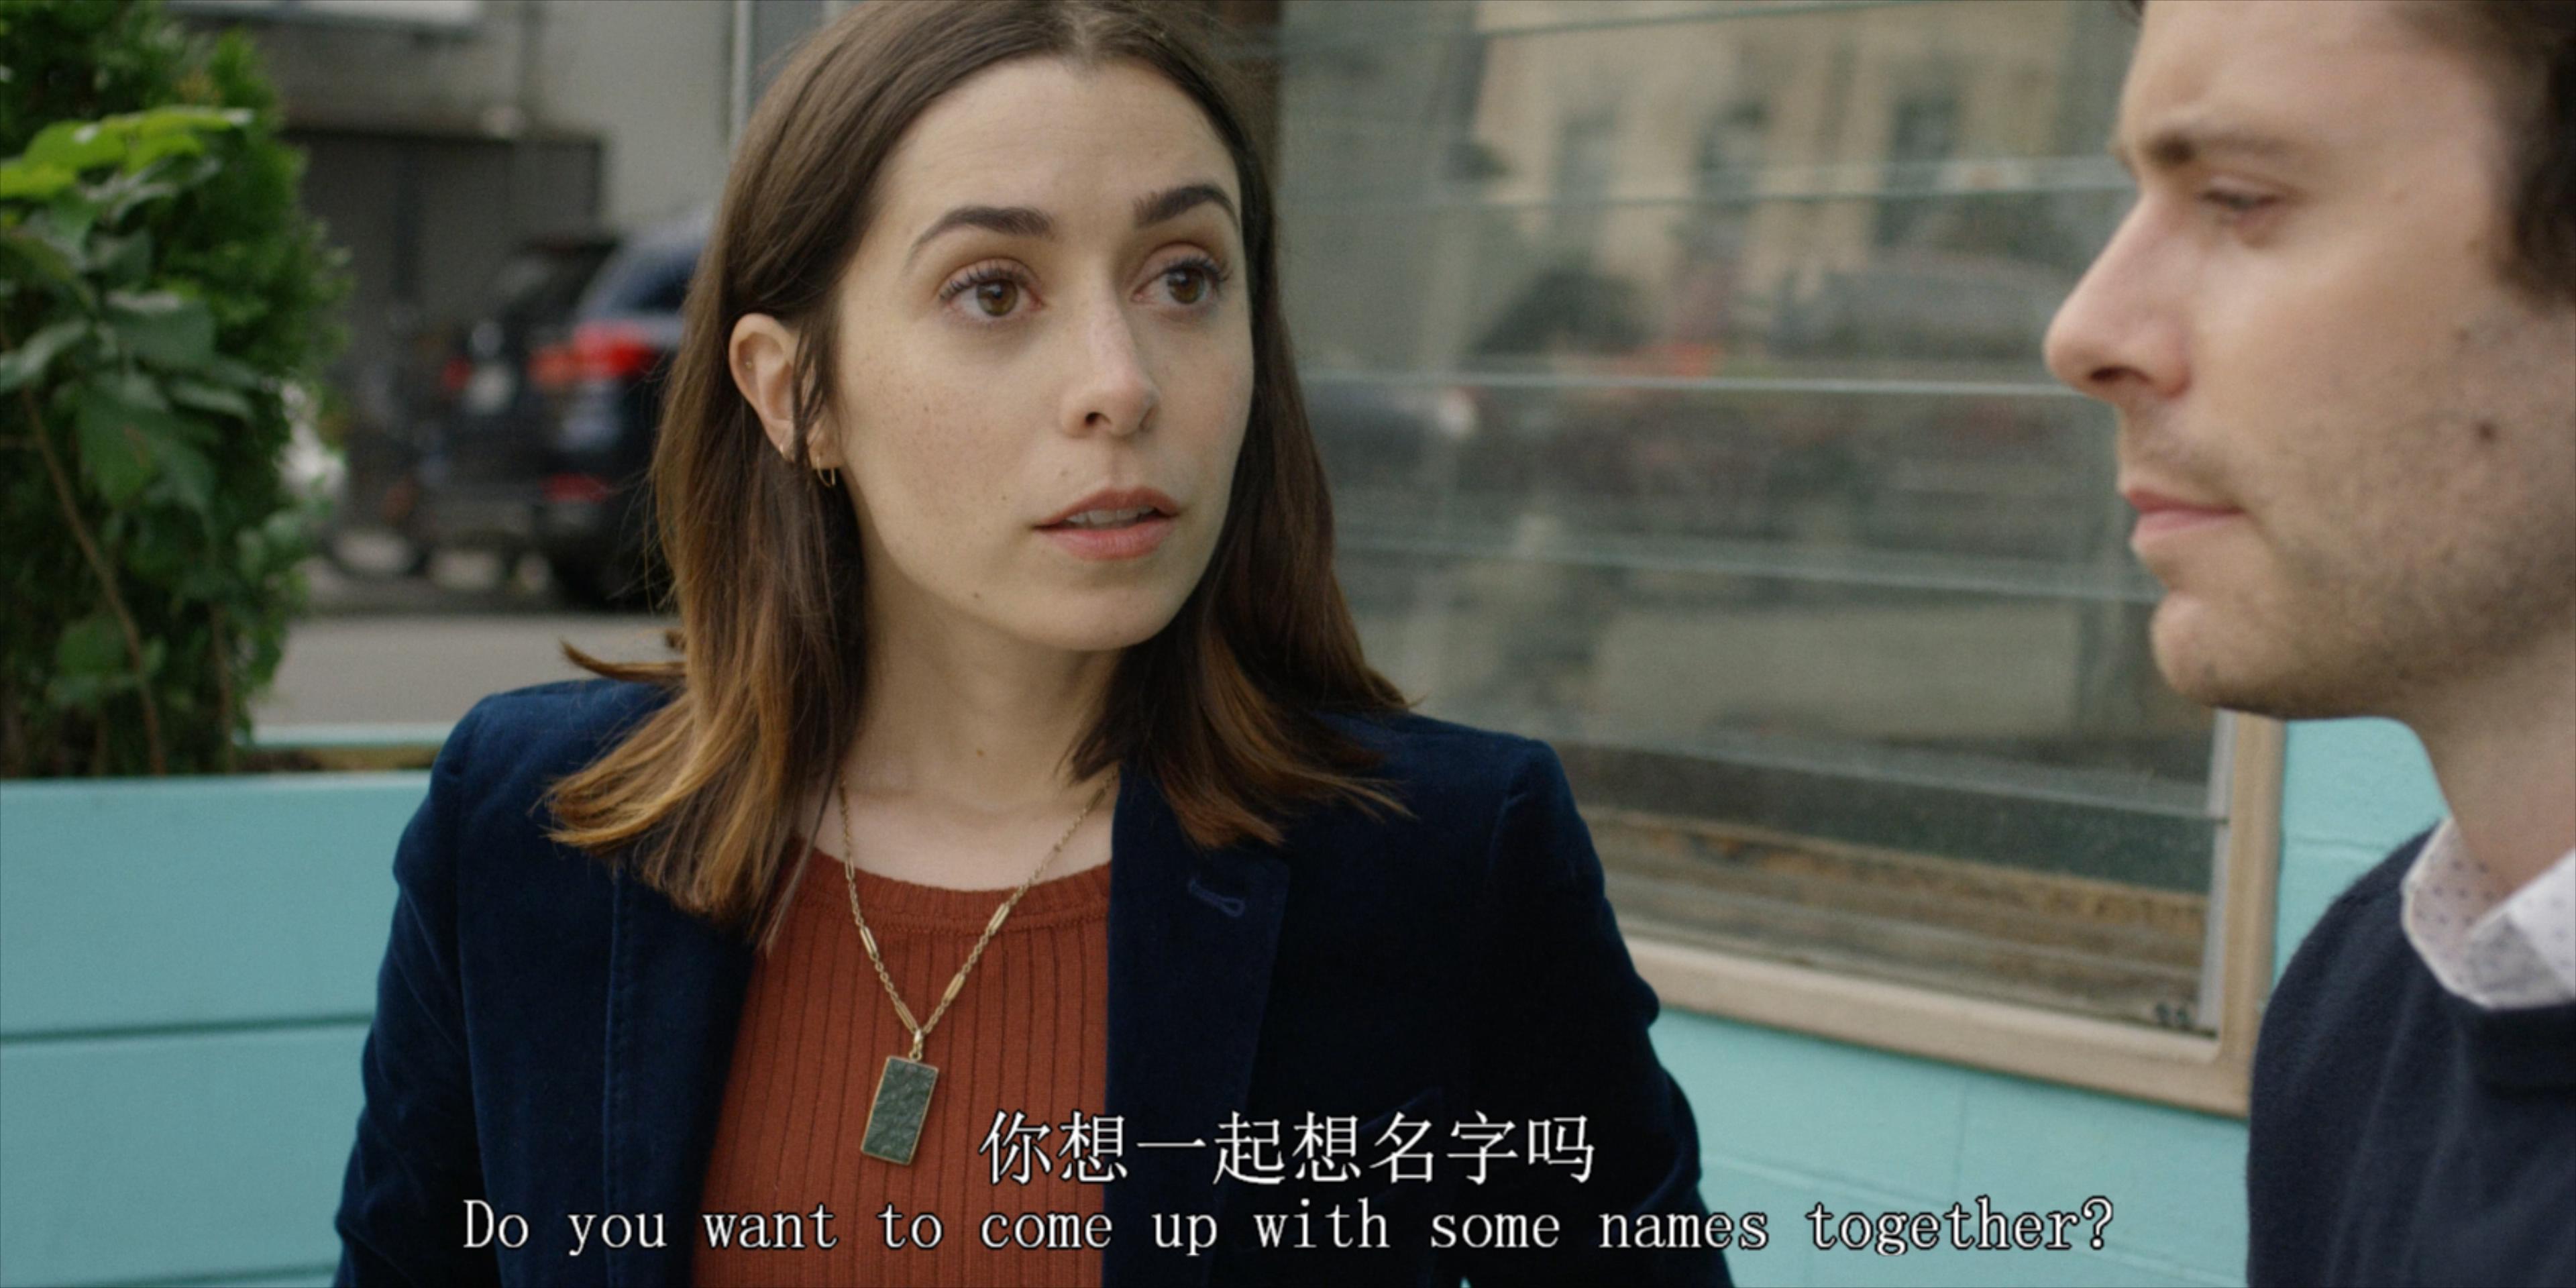 你想一起想名字吗
Do you want to come up with some names together?